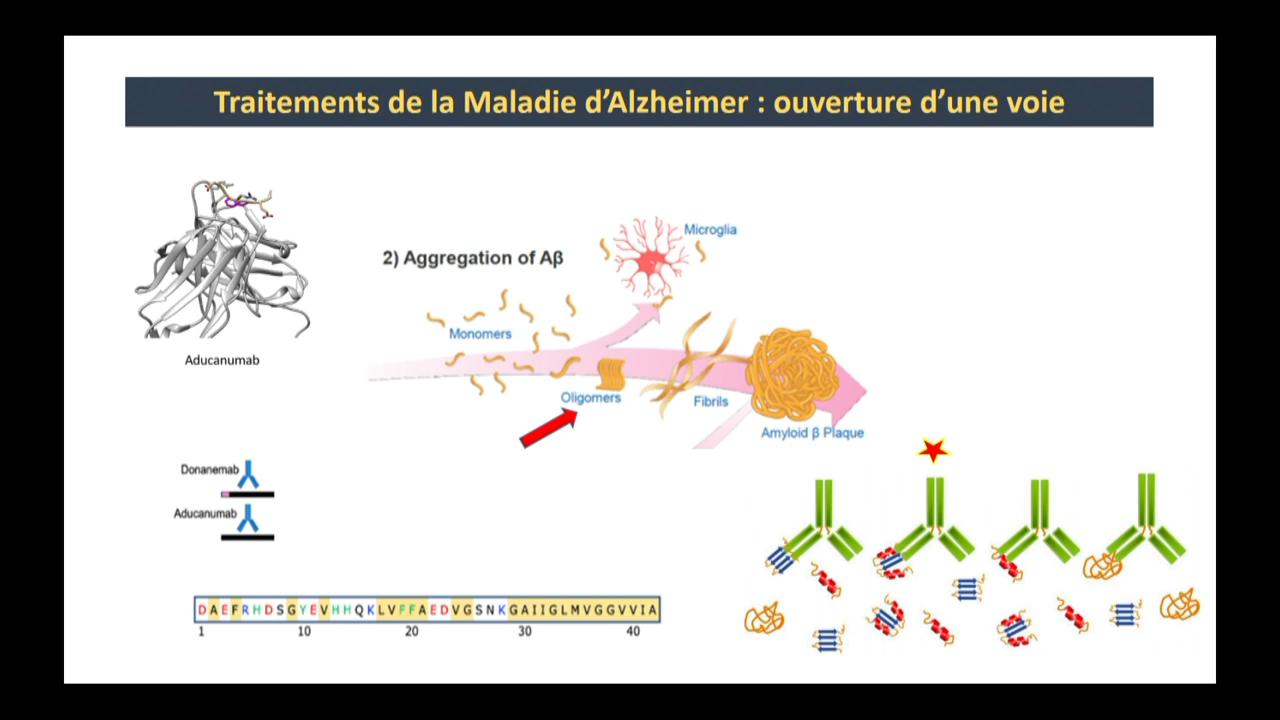 Traitements de la Maladie d’Alzheimer : ouverture d’une voie
Microglia
2) Aggregation of Aβ
Monomers
Aducanumab
Oligomers
Fibrils
Amyloid β Plaque
Donanemab
Aducanumab
DAEFRHDSGYEVHHQKLVFFAEDVGSNKGAIIGLMVGGVVIA
1 10 20 30 40